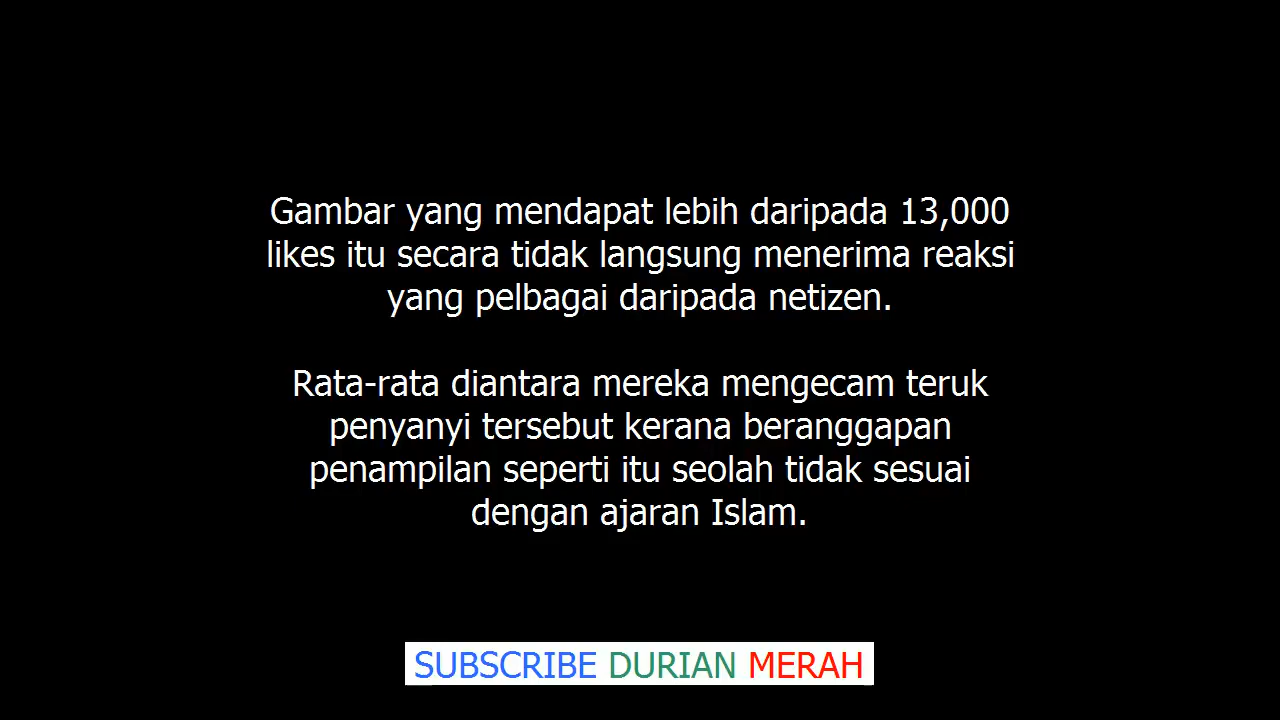 Gambar yang mendapat lebih daripada 13,000
likes itu secara tidak langsung menerima reaksi
yang pelbagai daripada netizen.
Rata-rata diantara mereka mengecam teruk
penyanyi tersebut kerana beranggapan
penampilan seperti itu seolah tidak sesuai
dengan ajaran Islam.
SUBSCRIBE DURIAN MERAH